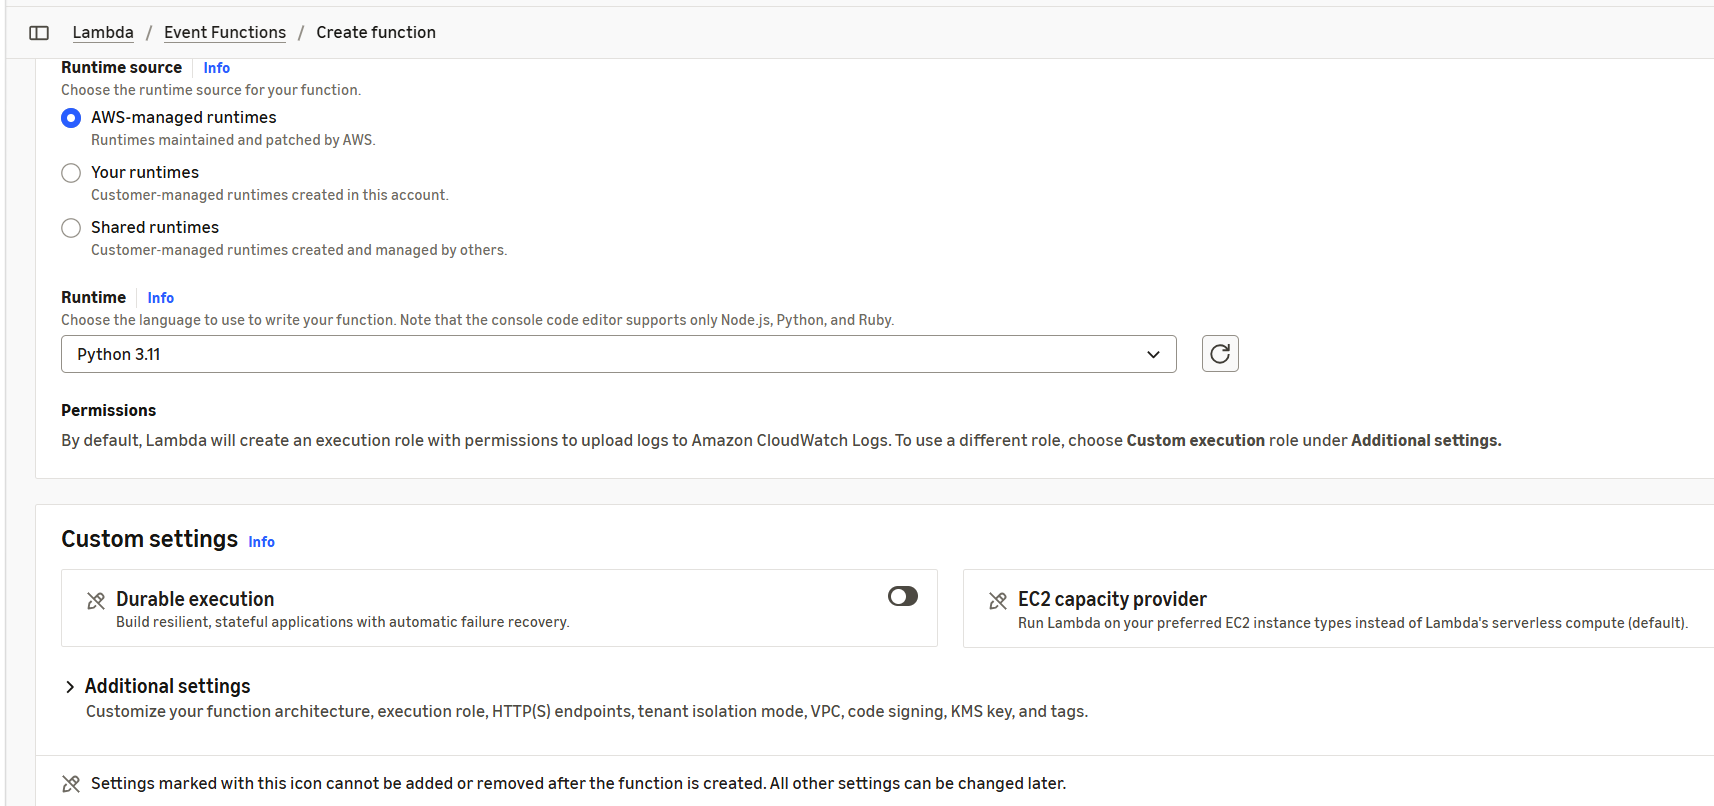 Lambda / Event Functions / Create function
Runtime source Info
Choose the runtime source for your function.
AWS-managed runtimes
Runtimes maintained and patched by AWS.
Your runtimes
Customer-managed runtimes created in this account.
Shared runtimes
Customer-managed runtimes created and managed by others.
Runtime Info
Choose the language to use to write your function. Note that the console code editor supports only Node.js, Python, and Ruby.
Python 3.11
Permissions
By default, Lambda will create an execution role with permissions to upload logs to Amazon CloudWatch Logs. To use a different role, choose Custom execution role under Additional settings.
Custom settings Info
Durable execution
Build resilient, stateful applications with automatic failure recovery.
EC2 capacity provider
Run Lambda on your preferred EC2 instance types instead of Lambda's serverless compute (default).
Additional settings
Customize your function architecture, execution role, HTTP(S) endpoints, tenant isolation mode, VPC, code signing, KMS key, and tags.
Settings marked with this icon cannot be added or removed after the function is created. All other settings can be changed later.